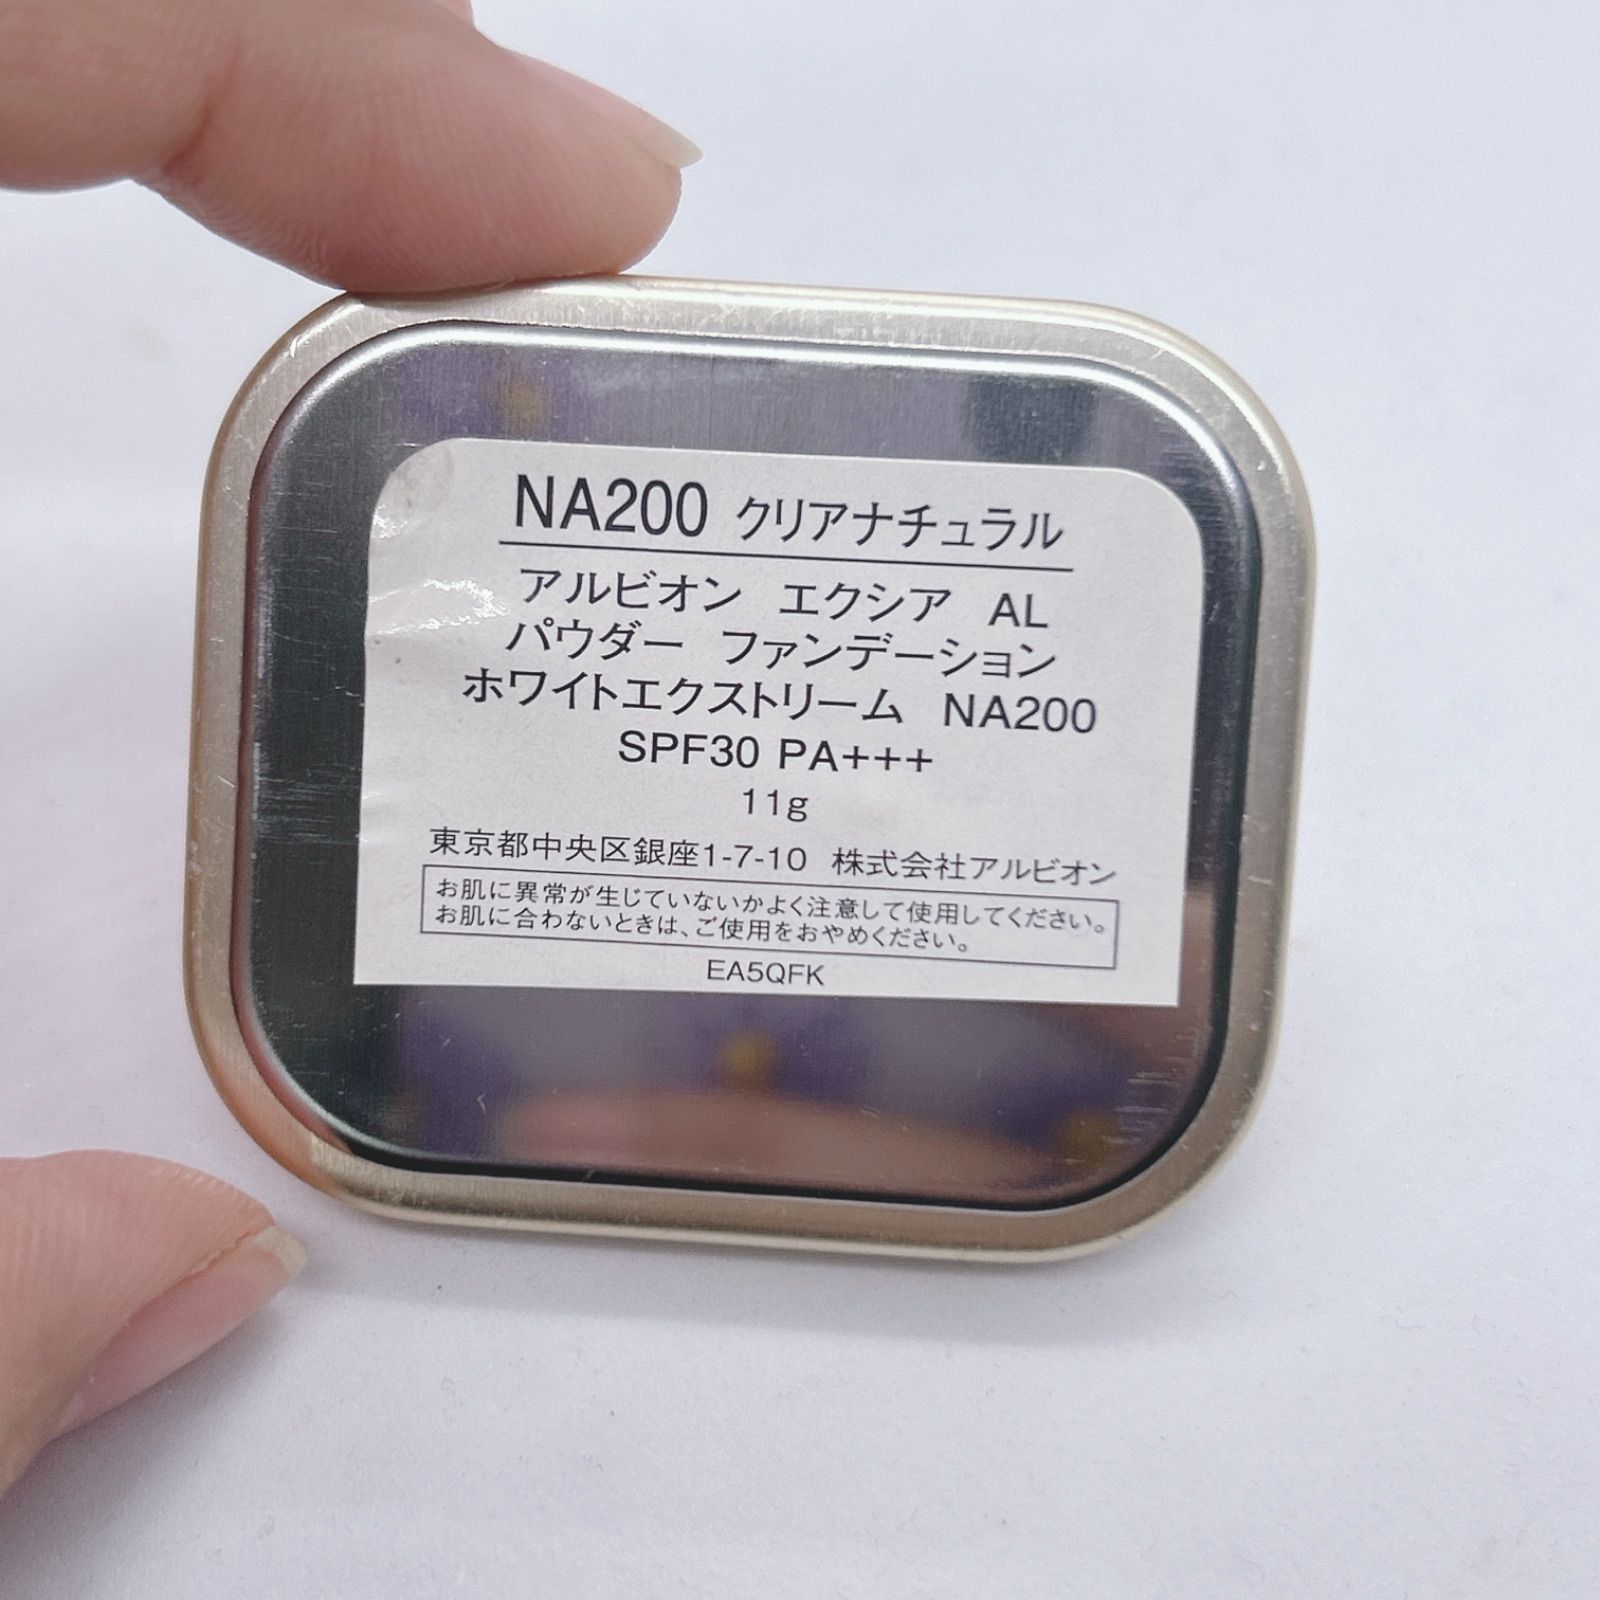 NA200 クリアナチュラル
アルビオン エクシア AL
パウダー ファンデーション
ホワイトエクストリーム NA200
SPF30 PA+++
11g
東京都中央区銀座1-7-10 株式会社アルビオン
お肌に異常が生じていないかよく注意して使用してください。
お肌に合わないときは、ご使用をおやめください。
EA5QFK